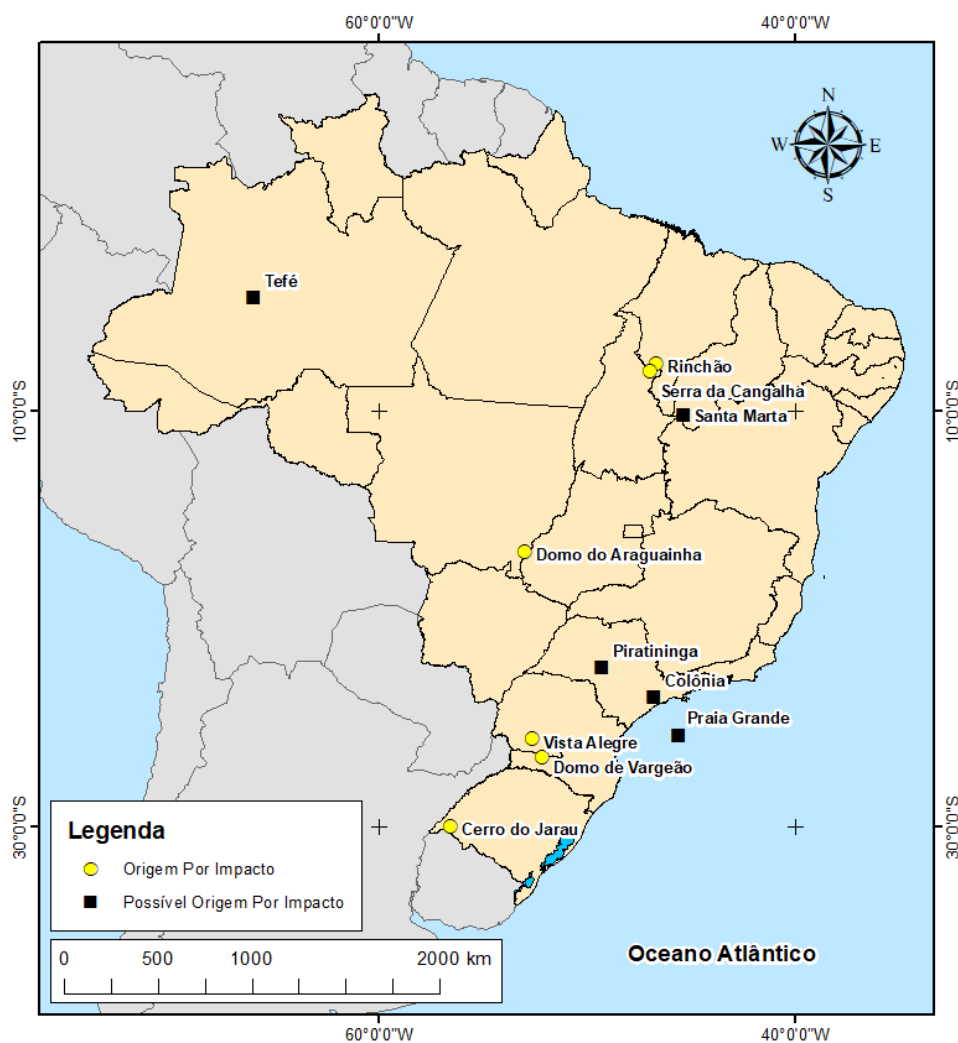 60°0'0"W
40°0'0"W
N
W
E
S
Tefé
Rinchão
Serra da Cangalha
10°0'0"S
10°0'0"S
Santa Marta
Domo do Araguainha
Piratininga
Colônia
Praia Grande
Vista Alegre
Domo de Vargeão
30°0'0"S
30°0'0"S
Cerro do Jarau
Legenda
Origem Por Impacto
Possível Origem Por Impacto
0 500 1000 2000 km
Oceano Atlântico
60°0'0"W
40°0'0"W